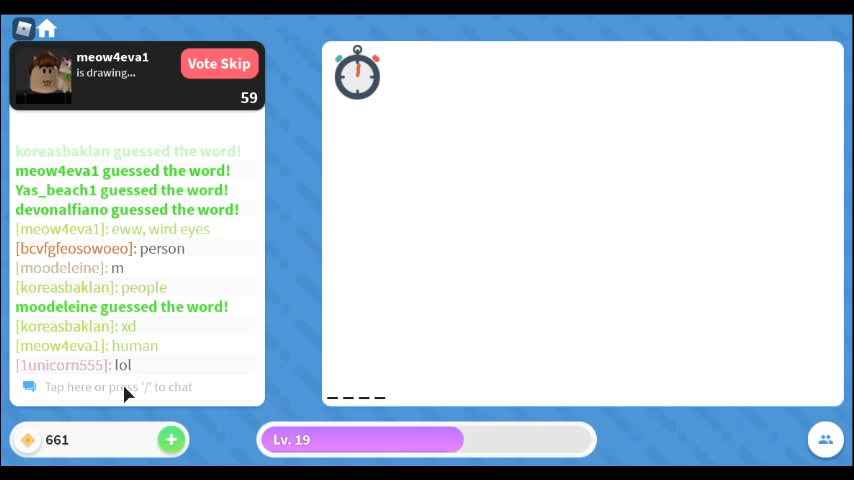 meow4eva1
is drawing...
Vote Skip
59
koreasbaklan guessed the word!
meow4eva1 guessed the word!
Yas_beach1 guessed the word!
devonalfiano guessed the word!
[meow4eva1]: eww, wird eyes
[bcvfgfeosowoeo]: person
[moodeleine]: m
[koreasbaklan]: people
moodeleine guessed the word!
[koreasbaklan]: xd
[meow4eva1]: human
[1unicorn555]: lol
Tap here or press '/' to chat
_ _ _ _
661
+
Lv. 19